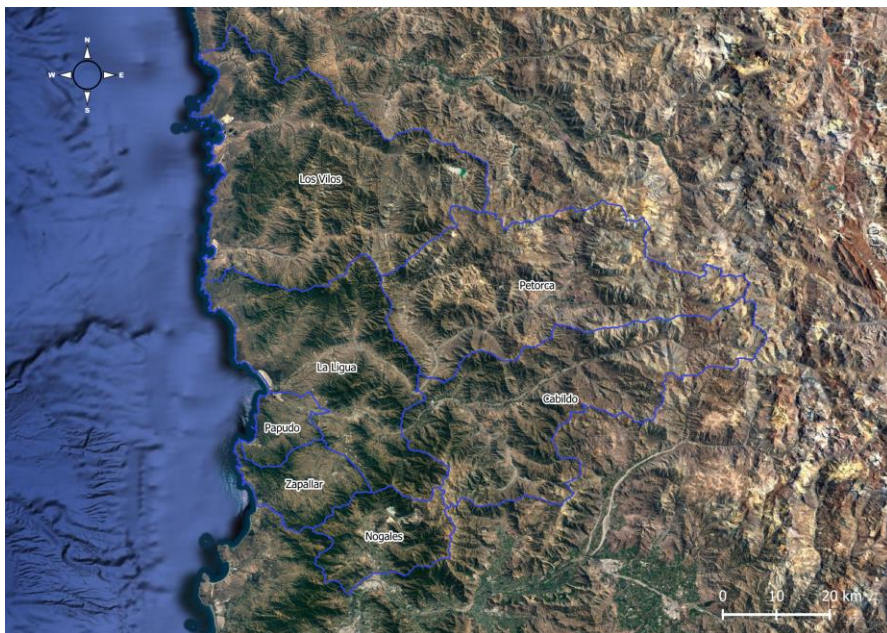 N
W E
S
Los Vilos
Petorca
La Ligua
Cabildo
Papudo
Zapallar
Nogales
0 10 20 km